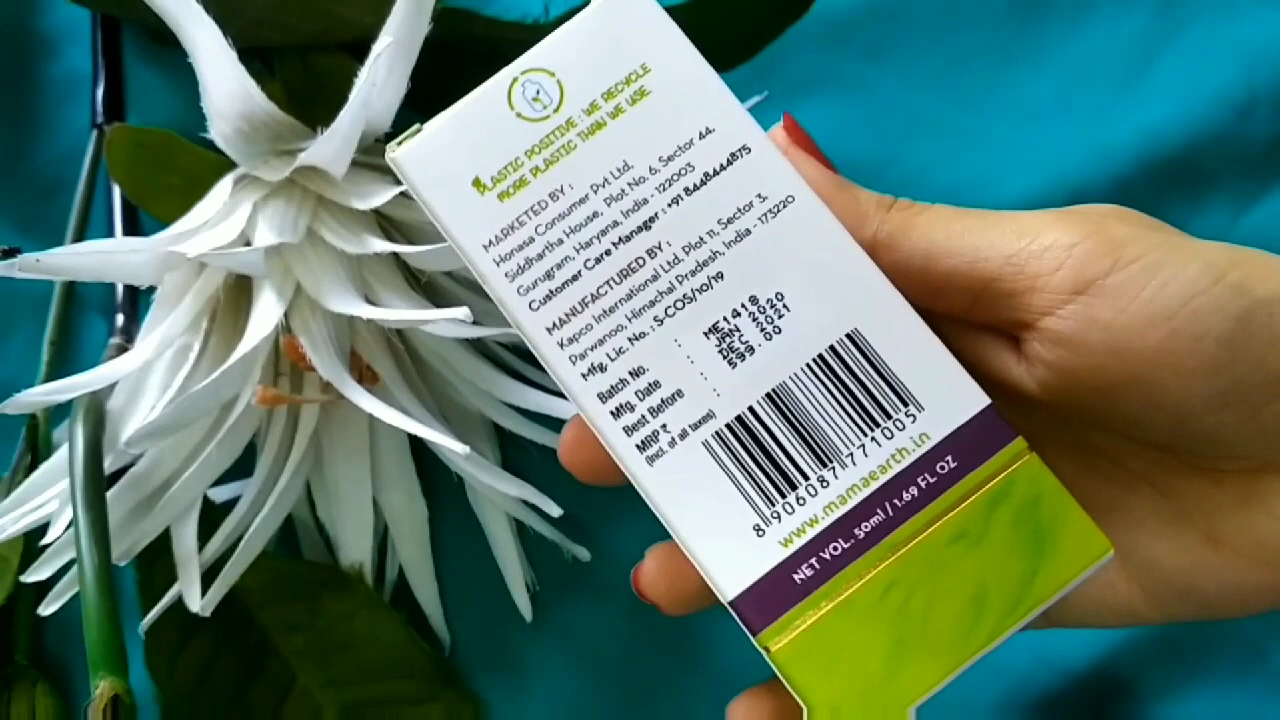 PLASTIC POSITIVE : WE RECYCLE
MORE PLASTIC THAN WE USE
MARKETED BY :
Honasa Consumer Pvt Ltd,
Siddhartha House, Plot No. 6, Sector 44,
Gurugram, Haryana, India - 122003
Customer Care Manager : +91 8448444875
MANUFACTURED BY :
Kapco International Ltd, Plot 11, Sector 3,
Parwanoo, Himachal Pradesh, India - 173220
Mfg. Lic. No. : S-COS/10/19
Batch No. : ME1418
Mfg. Date : JAN 2020
Best Before : DEC 2021
MRP ₹ : 599.00
(Incl. of all taxes)
8 906087 771005
www.mamaearth.in
NET VOL. 50ml / 1.69 FL OZ